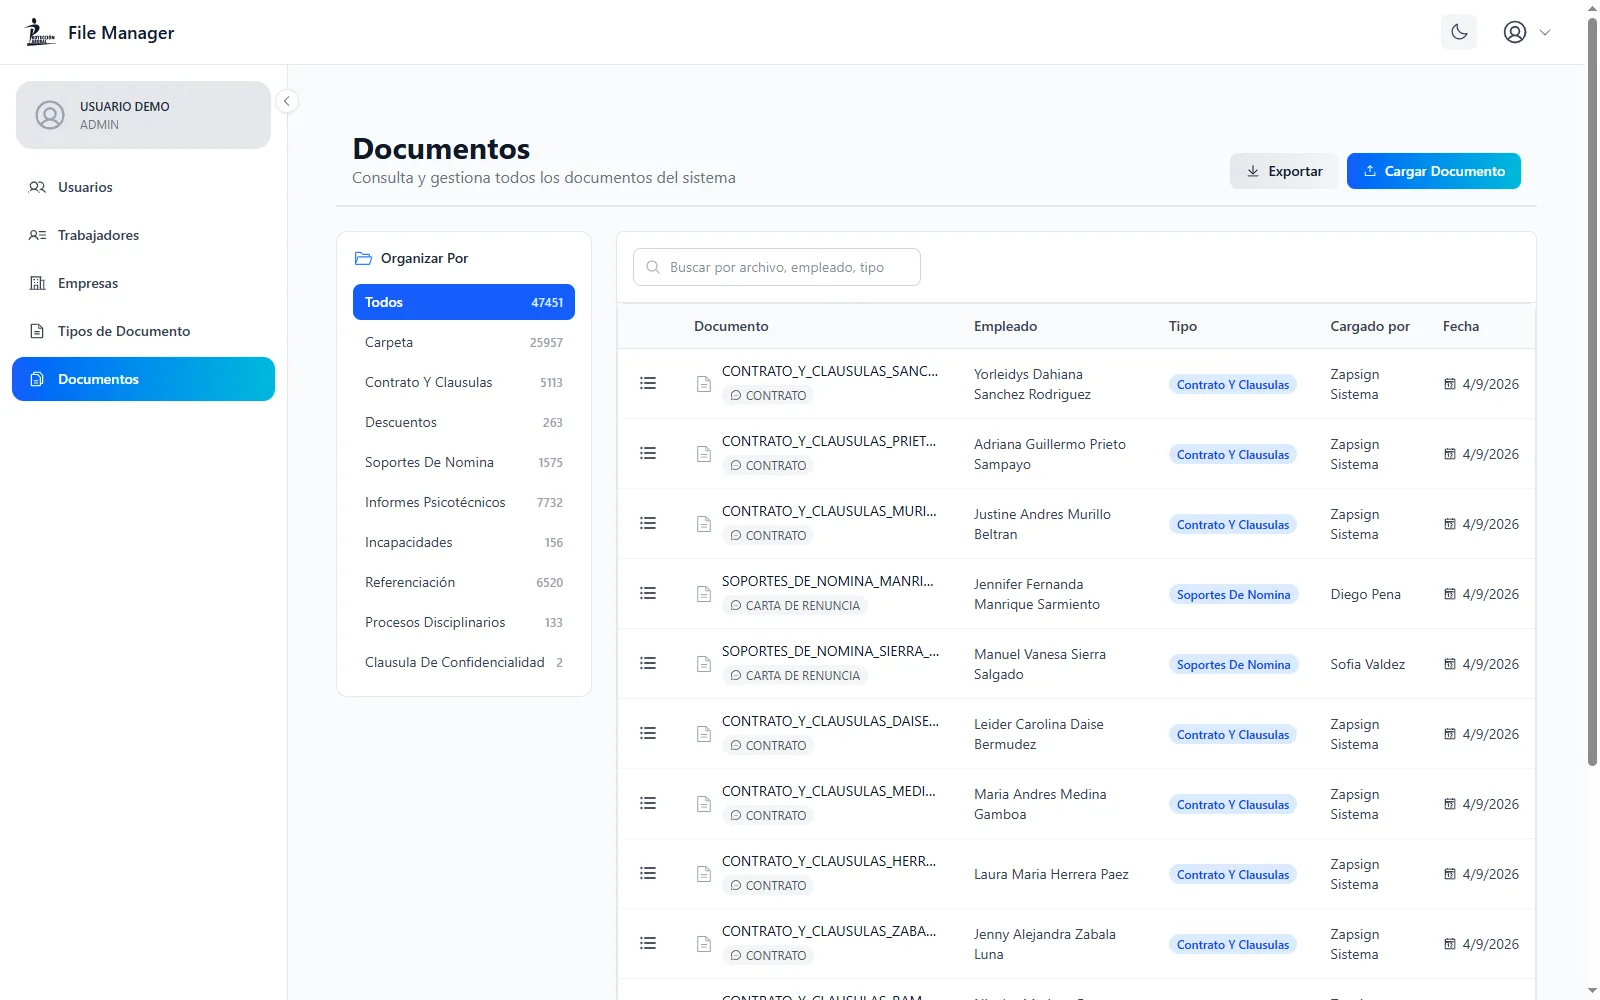 File Manager
USUARIO DEMO
ADMIN
Usuarios
Trabajadores
Empresas
Tipos de Documento
Documentos
Documentos
Consulta y gestiona todos los documentos del sistema
Exportar
Cargar Documento
Organizar Por
Todos 47451
Carpeta 25957
Contrato Y Clausulas 5113
Descuentos 263
Soportes De Nomina 1575
Informes Psicotécnicos 7732
Incapacidades 156
Referenciación 6520
Procesos Disciplinarios 133
Clausula De Confidencialidad 2
Buscar por archivo, empleado, tipo
Documento Empleado Tipo Cargado por Fecha
CONTRATO_Y_CLAUSULAS_SANC...
CONTRATO
Yorleidys Dahiana
Sanchez Rodriguez
Contrato Y Clausulas
Zapsign
Sistema
4/9/2026
CONTRATO_Y_CLAUSULAS_PRIET...
CONTRATO
Adriana Guillermo Prieto
Sampayo
Contrato Y Clausulas
Zapsign
Sistema
4/9/2026
CONTRATO_Y_CLAUSULAS_MURI...
CONTRATO
Justine Andres Murillo
Beltran
Contrato Y Clausulas
Zapsign
Sistema
4/9/2026
SOPORTES_DE_NOMINA_MANRI...
CARTA DE RENUNCIA
Jennifer Fernanda
Manrique Sarmiento
Soportes De Nomina
Diego Pena
4/9/2026
SOPORTES_DE_NOMINA_SIERRA_...
CARTA DE RENUNCIA
Manuel Vanesa Sierra
Salgado
Soportes De Nomina
Sofia Valdez
4/9/2026
CONTRATO_Y_CLAUSULAS_DAISE...
CONTRATO
Leider Carolina Daise
Bermudez
Contrato Y Clausulas
Zapsign
Sistema
4/9/2026
CONTRATO_Y_CLAUSULAS_MEDI...
CONTRATO
Maria Andres Medina
Gamboa
Contrato Y Clausulas
Zapsign
Sistema
4/9/2026
CONTRATO_Y_CLAUSULAS_HERR...
CONTRATO
Laura Maria Herrera Paez
Contrato Y Clausulas
Zapsign
Sistema
4/9/2026
CONTRATO_Y_CLAUSULAS_ZABA...
CONTRATO
Jenny Alejandra Zabala
Luna
Contrato Y Clausulas
Zapsign
Sistema
4/9/2026